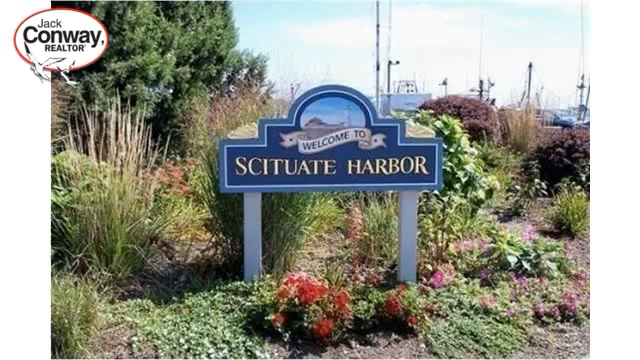 Jack
Conway,
REALTOR®
WELCOME TO
SCITUATE HARBOR